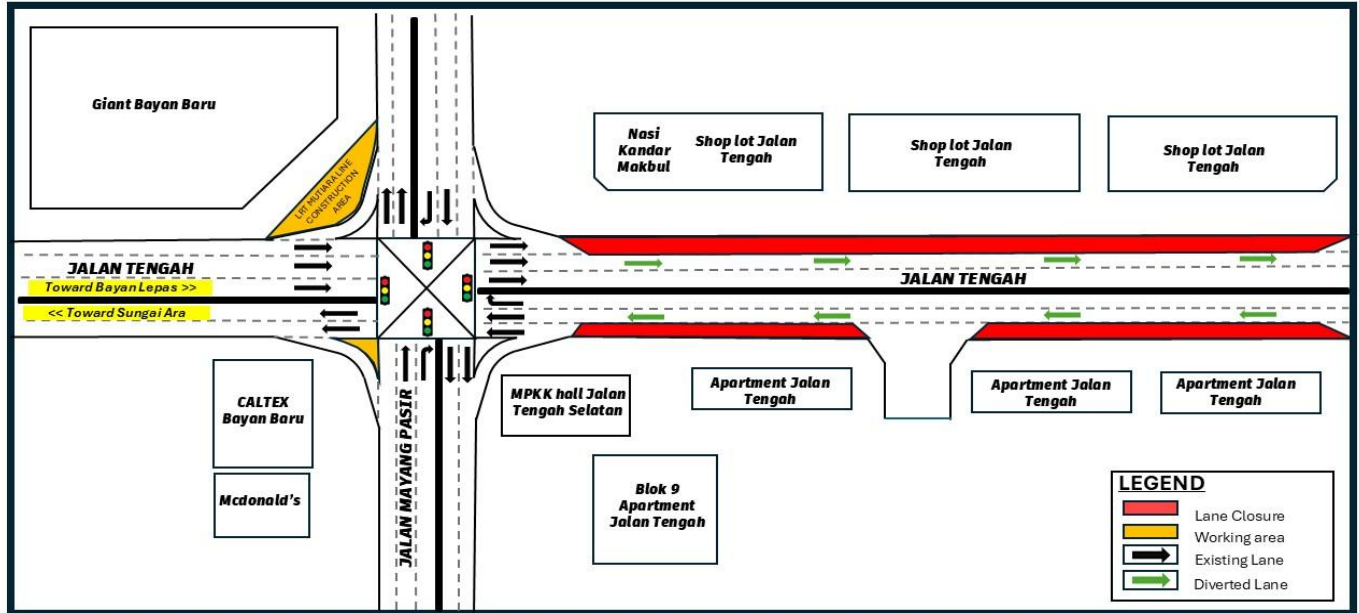 Giant Bayan Baru
LRT MUTIARA LINE
CONSTRUCTION
AREA
Nasi
Kandar
Makbul
Shop lot Jalan
Tengah
Shop lot Jalan
Tengah
Shop lot Jalan
Tengah
JALAN TENGAH
Toward Bayan Lepas >>
<< Toward Sungai Ara
JALAN TENGAH
CALTEX
Bayan Baru
Mcdonald's
JALAN MAYANG PASIR
MPKK hall Jalan
Tengah Selatan
Apartment Jalan
Tengah
Apartment Jalan
Tengah
Apartment Jalan
Tengah
Blok 9
Apartment
Jalan Tengah
LEGEND
Lane Closure
Working area
Existing Lane
Diverted Lane